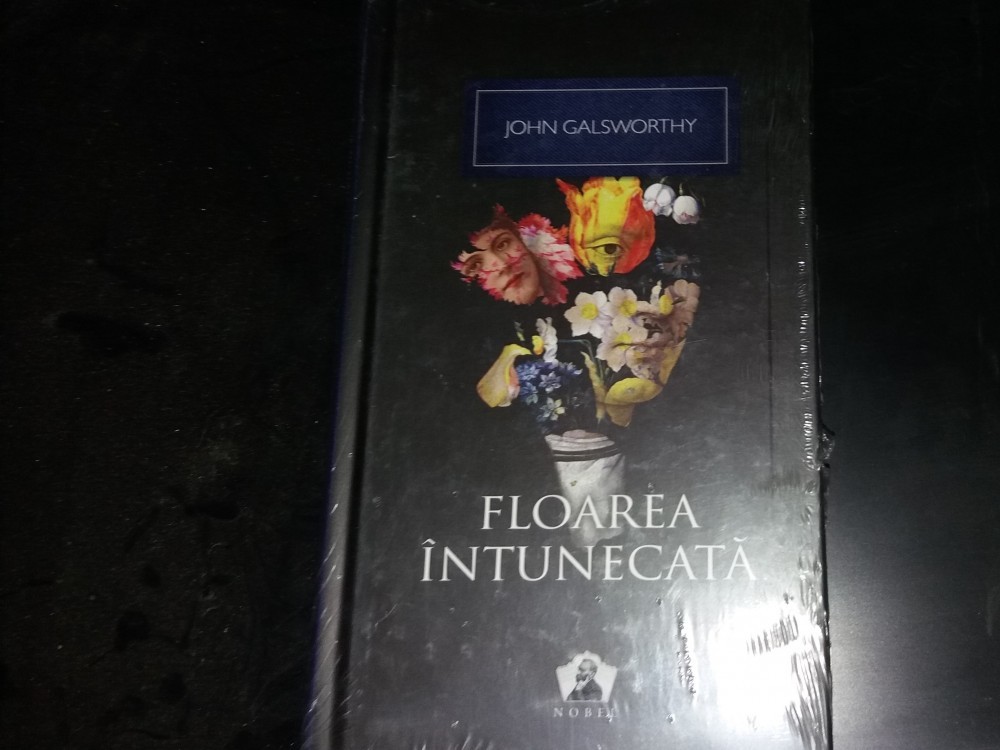 JOHN GALSWORTHY
FLOAREA
ÎNTUNECATĂ
NOBEL